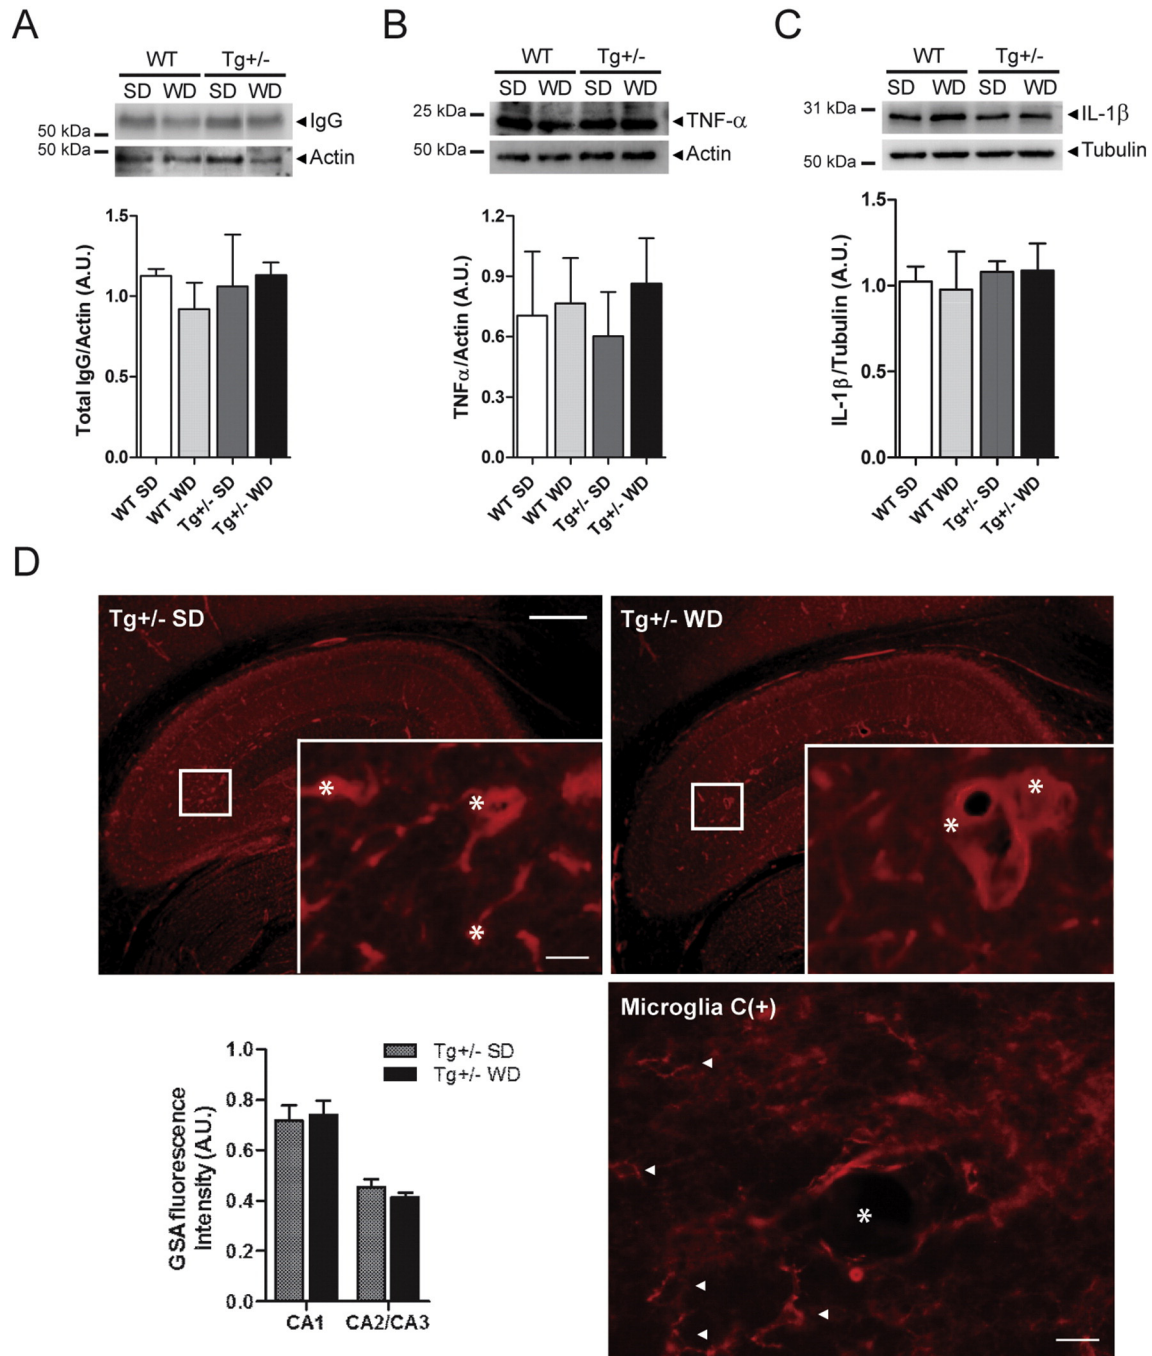 A
WT Tg+/-
SD WD SD WD
50 kDa IgG
50 kDa Actin
Total IgG/Actin (A.U.)
1.5
1.0
0.5
0.0
WT SD
WT WD
Tg+/- SD
Tg+/- WD
B
WT Tg+/-
SD WD SD WD
25 kDa TNF-α
50 kDa Actin
TNFα/Actin (A.U.)
1.2
0.9
0.6
0.3
0.0
WT SD
WT WD
Tg+/- SD
Tg+/- WD
C
WT Tg+/-
SD WD SD WD
31 kDa IL-1β
50 kDa Tubulin
IL-1β/Tubulin (A.U.)
1.5
1.0
0.5
0.0
WT SD
WT WD
Tg+/- SD
Tg+/- WD
D
Tg+/- SD
*
*
*
Tg+/- WD
*
*
GSA fluorescence
Intensity (A.U.)
1.0
0.8
0.6
0.4
0.2
0.0
Tg+/- SD
Tg+/- WD
CA1 CA2/CA3
Microglia C(+)
*